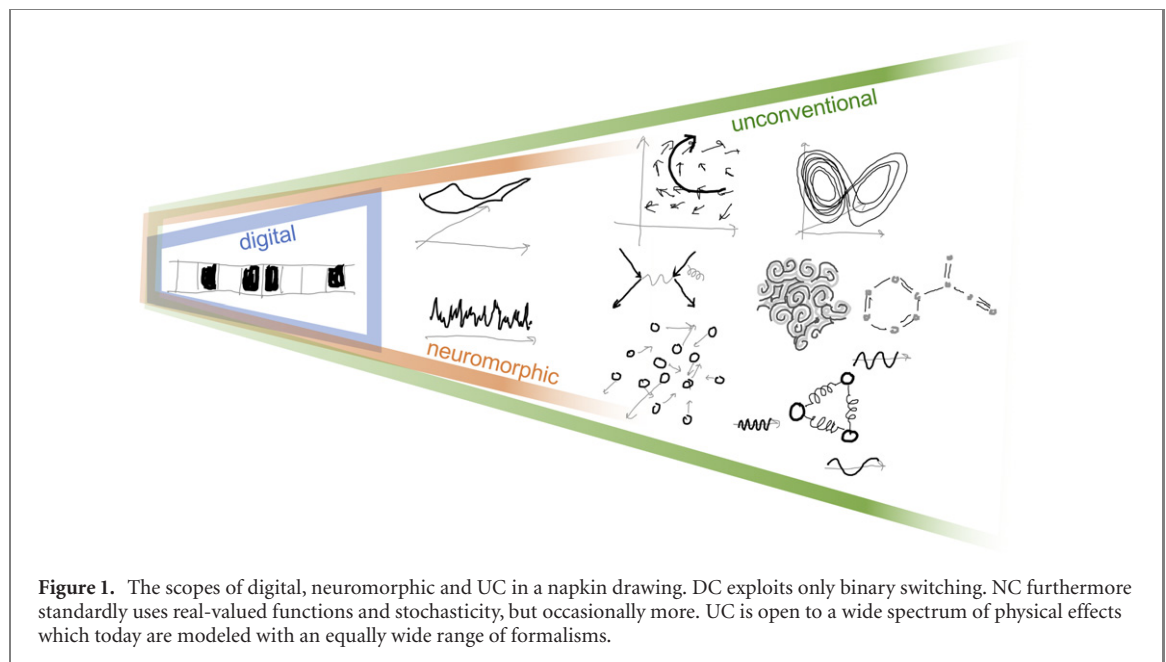 unconventional
digital
neuromorphic
Figure 1. The scopes of digital, neuromorphic and UC in a napkin drawing. DC exploits only binary switching. NC furthermore
standardly uses real-valued functions and stochasticity, but occasionally more. UC is open to a wide spectrum of physical effects
which today are modeled with an equally wide range of formalisms.